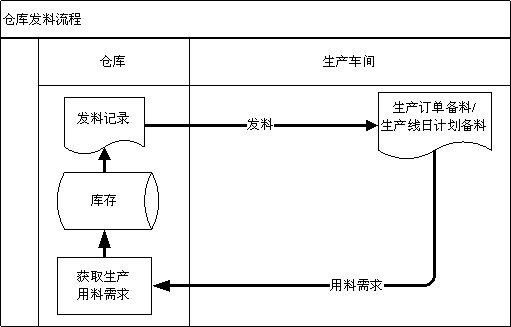 仓库发料流程
仓库
生产车间
发料记录
发料
生产订单备料/
生产线日计划备料
库存
获取生产
用料需求
用料需求